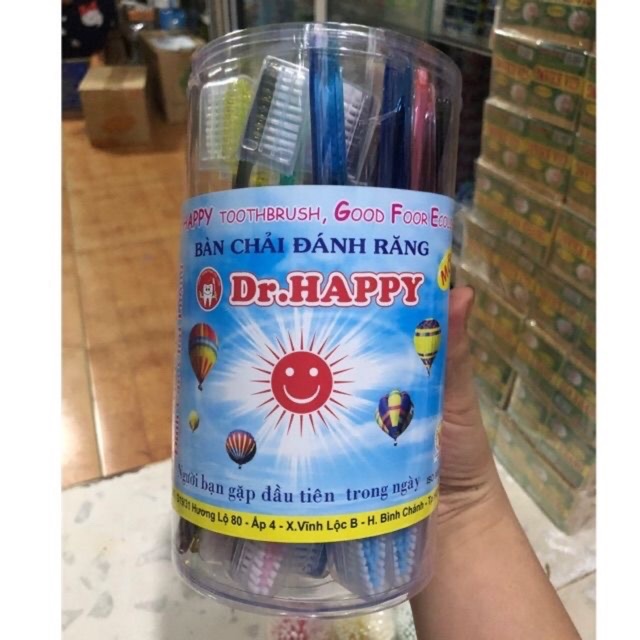 HAPPY TOOTHBRUSH, GOOD FOOR
BÀN CHẢI ĐÁNH RĂNG
Dr.HAPPY
Người bạn gặp đầu tiên trong ngày
Hương Lộ 80 - Ấp 4 - X.Vĩnh Lộc B - H. Bình Chánh -